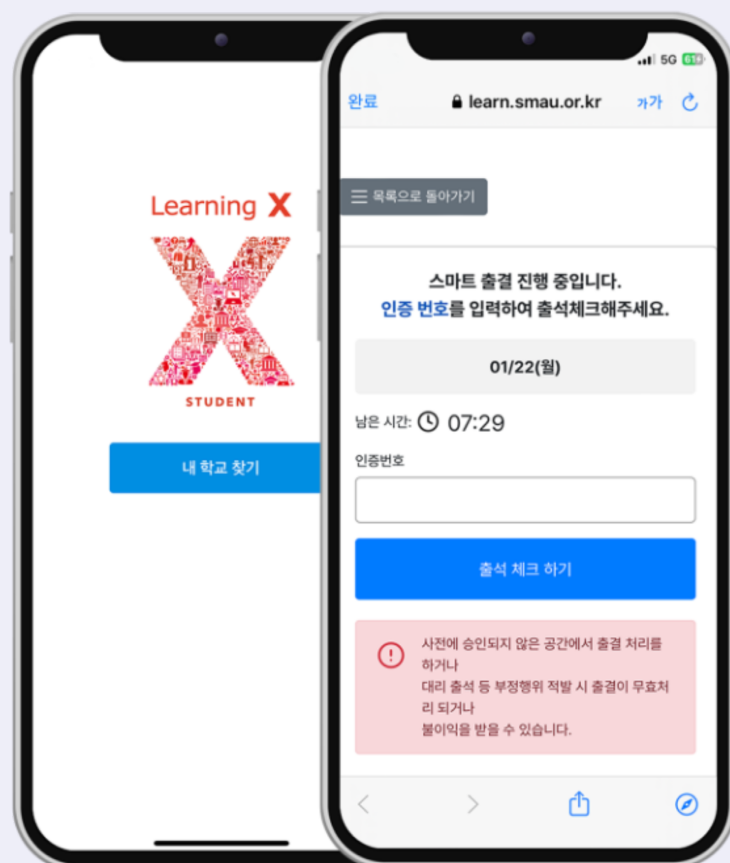 Learning X
STUDENT
내 학교 찾기
5G 61
완료
learn.smau.or.kr
가가
목록으로 돌아가기
스마트 출결 진행 중입니다.
인증 번호를 입력하여 출석체크해주세요.
01/22(월)
남은 시간: 07:29
인증번호
출석 체크 하기
사전에 승인되지 않은 공간에서 출결 처리를
하거나
대리 출석 등 부정행위 적발 시 출결이 무효처
리 되거나
불이익을 받을 수 있습니다.